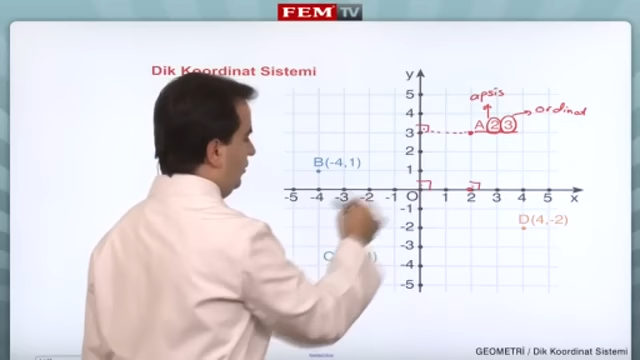 FEM TV
Dik Koordinat Sistemi
y
5
apsis
4
ordinat
3
A(2,3)
2
B(-4,1)
1
-5 -4 -3 -2 -1 O 1 2 3 4 5 x
-1
-2
D(4,-2)
-3
-4
-5
GEOMETRİ / Dik Koordinat Sistemi